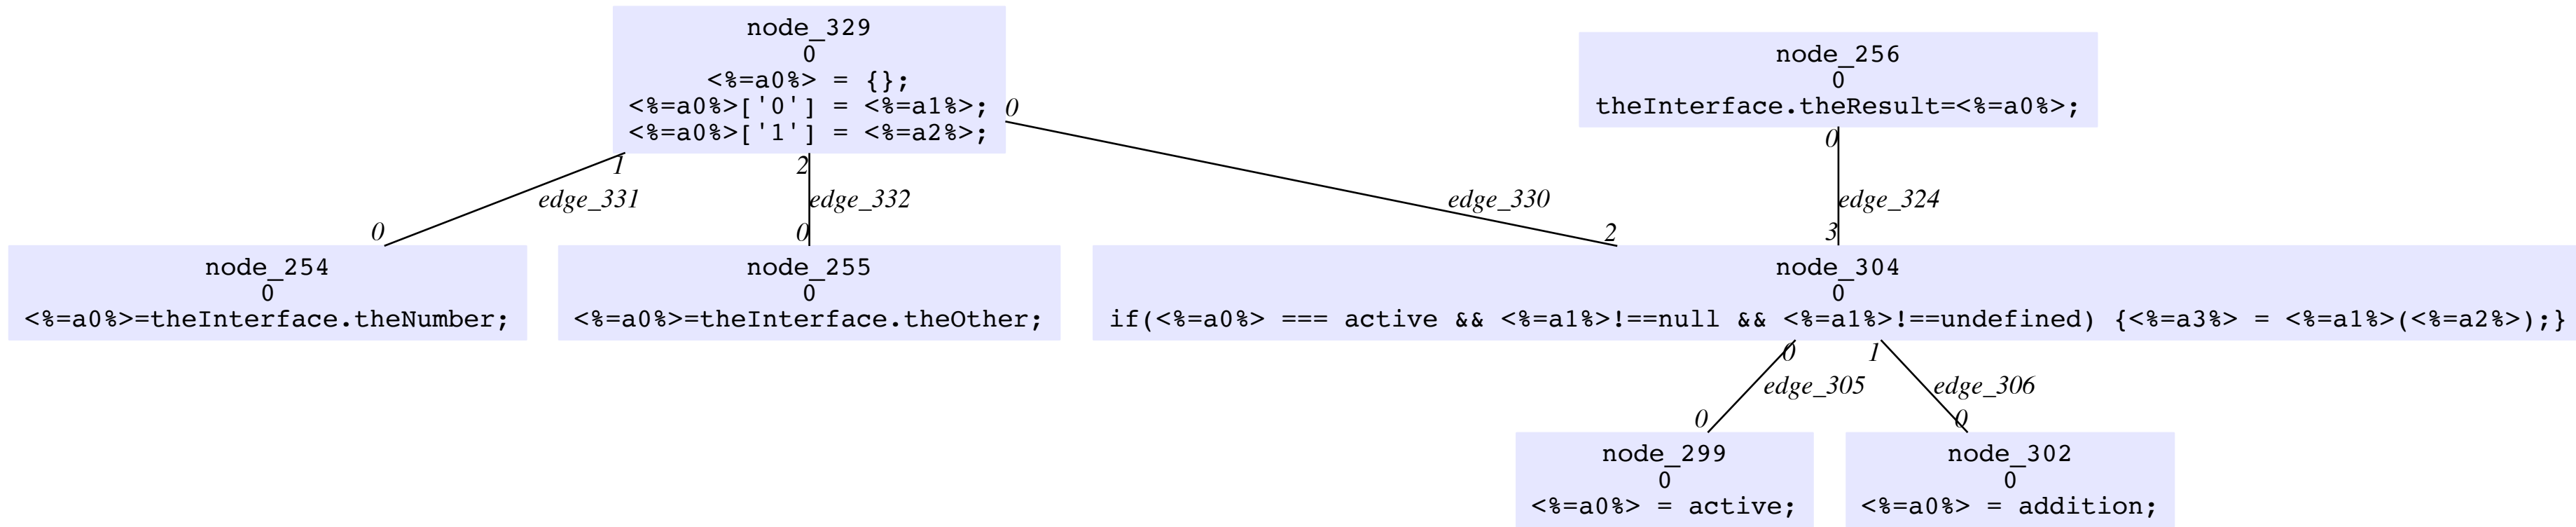 node_329
0
<%=a0%> = {};
<%=a0%>['0'] = <%=a1%>;
<%=a0%>['1'] = <%=a2%>;
0
node_256
0
theInterface.theResult=<%=a0%>;
1
2
0
edge_331
edge_332
edge_330
edge_324
0
0
2
3
node_254
0
<%=a0%>=theInterface.theNumber;
node_255
0
<%=a0%>=theInterface.theOther;
node_304
0
if(<%=a0%> === active && <%=a1%>!==null && <%=a1%>!==undefined) {<%=a3%> = <%=a1%>(<%=a2%>);}
0
1
edge_305
edge_306
0
0
node_299
0
<%=a0%> = active;
node_302
0
<%=a0%> = addition;